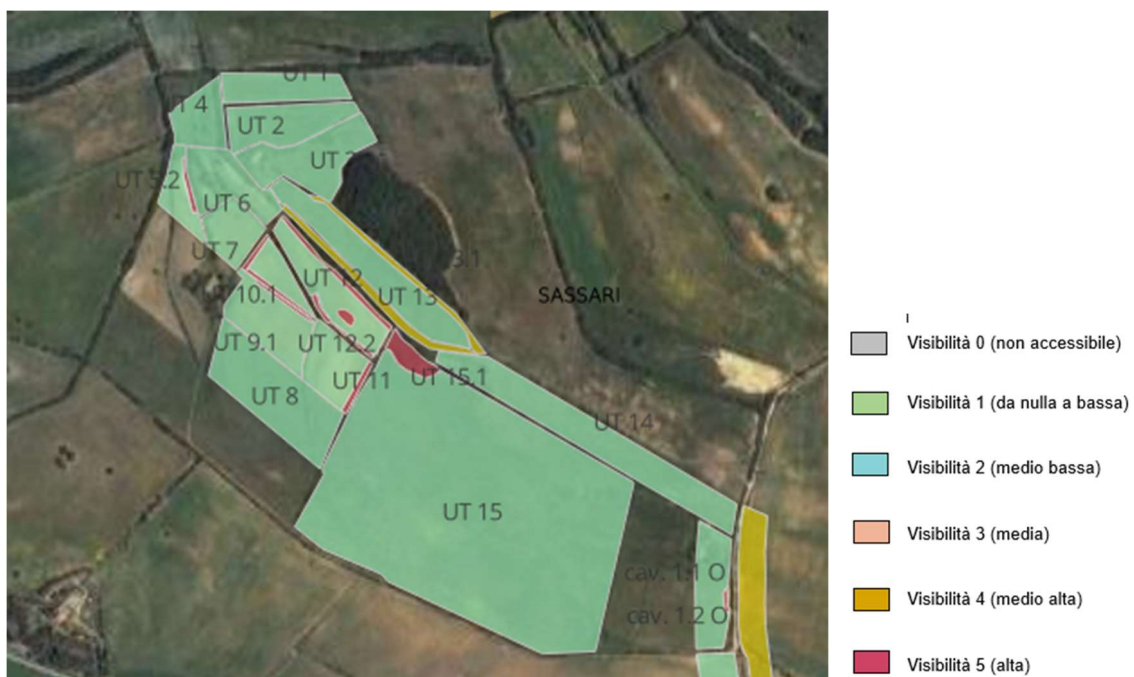 UT 1
UT 4
UT 2
UT
UT 5.2
UT 6
UT 7
10.1
UT 12
UT 13
3.1
SASSARI
UT 9.1
UT 12.2
UT 11
UT 15.1
UT 8
UT 14
UT 15
cav. 1.1 O
cav. 1.2 O
Visibilità 0 (non accessibile)
Visibilità 1 (da nulla a bassa)
Visibilità 2 (medio bassa)
Visibilità 3 (media)
Visibilità 4 (medio alta)
Visibilità 5 (alta)